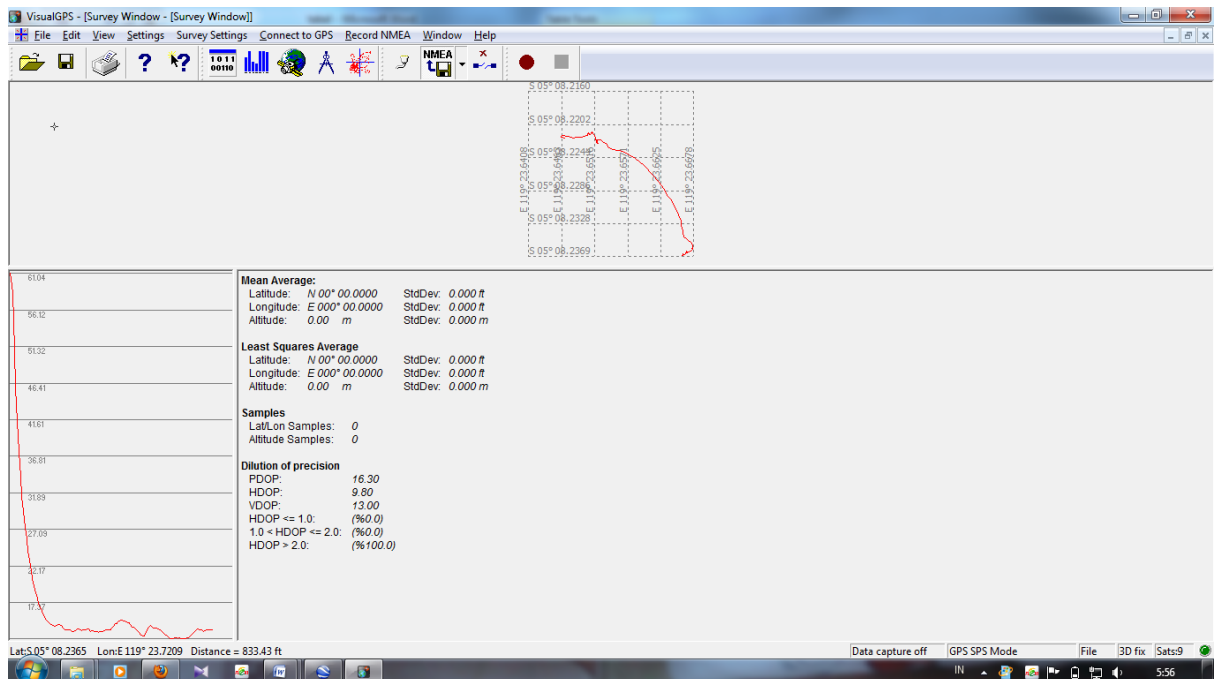 VisualGPS - [Survey Window - [Survey Window]]
File Edit View Settings Survey Settings Connect to GPS Record NMEA Window Help
1011
00110
NMEA
S 05° 08.2160
S 05° 08.2202
S 05° 08.2244
S 05° 08.2286
S 05° 08.2328
S 05° 08.2369
E 119° 23.6408
E 119° 23.6625
E 119° 23.6678
61.04
56.12
51.32
46.41
41.61
36.81
31.89
27.09
22.17
17.37
Mean Average:
Latitude: N 00° 00.0000 StdDev: 0.000 ft
Longitude: E 000° 00.0000 StdDev: 0.000 ft
Altitude: 0.00 m StdDev: 0.000 m
Least Squares Average
Latitude: N 00° 00.0000 StdDev: 0.000 ft
Longitude: E 000° 00.0000 StdDev: 0.000 ft
Altitude: 0.00 m StdDev: 0.000 m
Samples
Lat/Lon Samples: 0
Altitude Samples: 0
Dilution of precision
PDOP: 16.30
HDOP: 9.80
VDOP: 13.00
HDOP <= 1.0: (%0.0)
1.0 < HDOP <= 2.0: (%0.0)
HDOP > 2.0: (%100.0)
Lat:S 05° 08.2365 Lon:E 119° 23.7209 Distance = 833.43 ft
Data capture off GPS SPS Mode File 3D fix Sats:9
IN 5:56